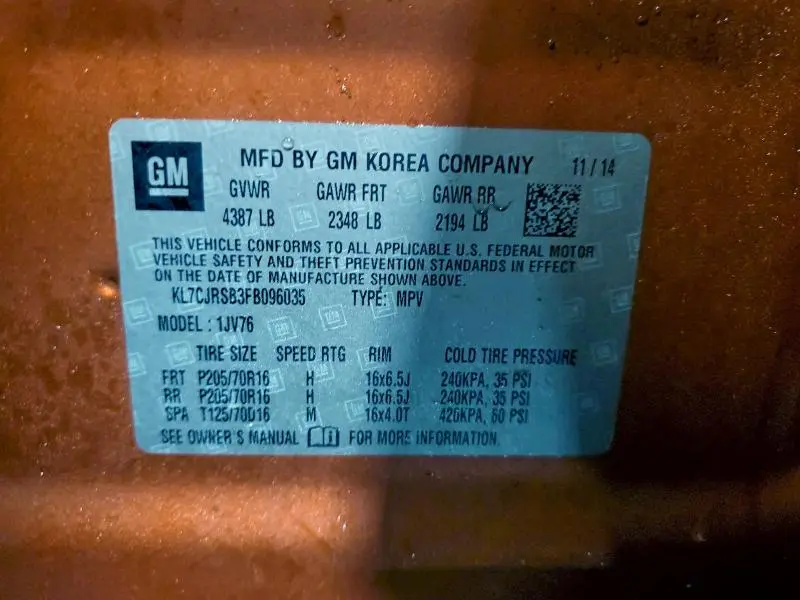 GM MFD BY GM KOREA COMPANY 11/14
GVWR GAWR FRT GAWR RR
4387 LB 2348 LB 2194 LB
THIS VEHICLE CONFORMS TO ALL APPLICABLE U.S. FEDERAL MOTOR
VEHICLE SAFETY AND THEFT PREVENTION STANDARDS IN EFFECT
ON THE DATE OF MANUFACTURE SHOWN ABOVE.
KL7CJRSB3FB096035 TYPE: MPV
MODEL : 1JV76
TIRE SIZE SPEED RTG RIM COLD TIRE PRESSURE
FRT P205/70R16 H 16x6.5J 240KPA, 35 PSI
RR P205/70R16 H 16x6.5J 240KPA, 35 PSI
SPA T125/70D16 M 16x4.0T 420KPA, 60 PSI
SEE OWNER'S MANUAL FOR MORE INFORMATION.